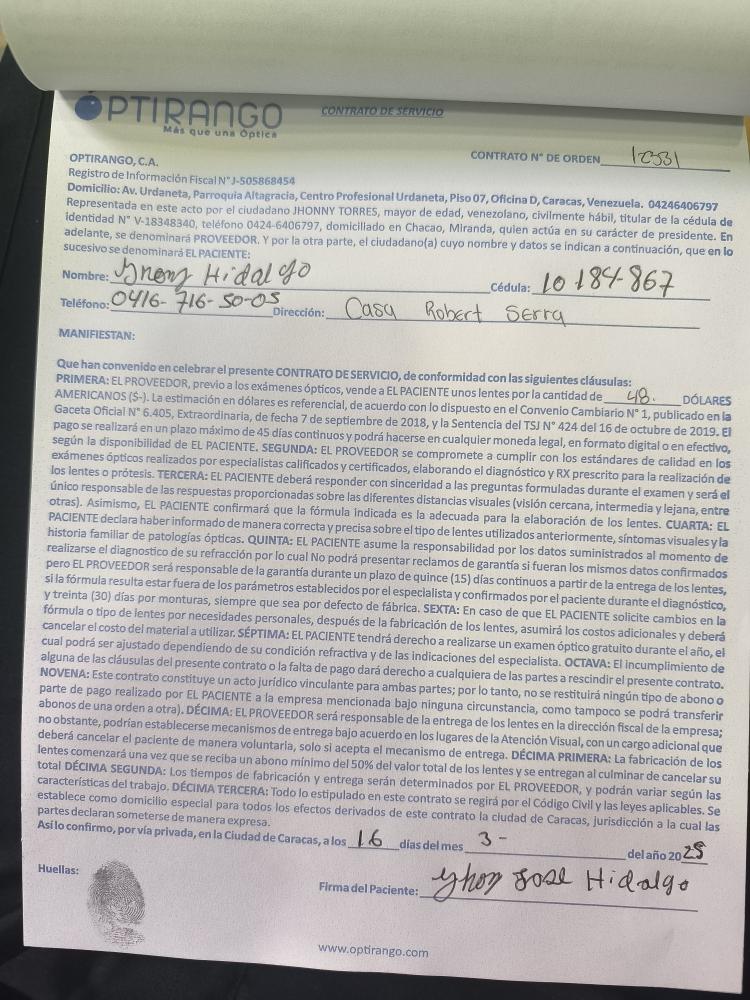 OPTIRANGO
Más que una Óptica
CONTRATO DE SERVICIO
CONTRATO N° DE ORDEN 12331
OPTIRANGO, C.A.
Registro de Información Fiscal N° J-505868454
Domicilio: Av. Urdaneta, Parroquia Altagracia, Centro Profesional Urdaneta, Piso 07, Oficina D, Caracas, Venezuela. 04246406797
Representada en este acto por el ciudadano JHONNY TORRES, mayor de edad, venezolano, civilmente hábil, titular de la cédula de
identidad N° V-18348340, teléfono 0424-6406797, domiciliado en Chacao, Miranda, quien actúa en su carácter de presidente. En
adelante, se denominará PROVEEDOR. Y por la otra parte, el ciudadano(a) cuyo nombre y datos se indican a continuación, que en lo
sucesivo se denominará EL PACIENTE:
Nombre: Hidalgo Cédula: 10 184-867
Teléfono: 0416-716-50-05 Dirección: Casa Robert Serra
MANIFIESTAN:
Que han convenido en celebrar el presente CONTRATO DE SERVICIO, de conformidad con las siguientes cláusulas:
PRIMERA: EL PROVEEDOR, previo a los exámenes ópticos, vende a EL PACIENTE unos lentes por la cantidad de 48. DÓLARES
AMERICANOS ($-). La estimación en dólares es referencial, de acuerdo con lo dispuesto en el Convenio Cambiario N° 1, publicado en la
Gaceta Oficial N° 6.405, Extraordinaria, de fecha 7 de septiembre de 2018, y la Sentencia del TSJ N° 424 del 16 de octubre de 2019. El
pago se realizará en un plazo máximo de 45 días continuos y podrá hacerse en cualquier moneda legal, en formato digital o en efectivo,
según la disponibilidad de EL PACIENTE. SEGUNDA: EL PROVEEDOR se compromete a cumplir con los estándares de calidad en los
exámenes ópticos realizados por especialistas calificados y certificados, elaborando el diagnóstico y RX prescrito para la realización de
los lentes o prótesis. TERCERA: EL PACIENTE deberá responder con sinceridad a las preguntas formuladas durante el examen y será el
único responsable de las respuestas proporcionadas sobre las diferentes distancias visuales (visión cercana, intermedia y lejana, entre
otras). Asimismo, EL PACIENTE confirmará que la fórmula indicada es la adecuada para la elaboración de los lentes. CUARTA: EL
PACIENTE declara haber informado de manera correcta y precisa sobre el tipo de lentes utilizados anteriormente, síntomas visuales y la
historia familiar de patologías ópticas. QUINTA: EL PACIENTE asume la responsabilidad por los datos suministrados al momento de
realizarse el diagnostico de su refracción por lo cual No podrá presentar reclamos de garantía si fueran los mismos datos confirmados
pero EL PROVEEDOR será responsable de la garantía durante un plazo de quince (15) días continuos a partir de la entrega de los lentes,
si la fórmula resulta estar fuera de los parámetros establecidos por el especialista y confirmados por el paciente durante el diagnóstico,
y treinta (30) días por monturas, siempre que sea por defecto de fábrica. SEXTA: En caso de que EL PACIENTE solicite cambios en la
fórmula o tipo de lentes por necesidades personales, después de la fabricación de los lentes, asumirá los costos adicionales y deberá
cancelar el costo del material a utilizar. SÉPTIMA: EL PACIENTE tendrá derecho a realizarse un examen óptico gratuito durante el año, el
cual podrá ser ajustado dependiendo de su condición refractiva y de las indicaciones del especialista. OCTAVA: El incumplimiento de
alguna de las cláusulas del presente contrato o la falta de pago dará derecho a cualquiera de las partes a rescindir el presente contrato.
NOVENA: Este contrato constituye un acto jurídico vinculante para ambas partes; por lo tanto, no se restituirá ningún tipo de abono o
parte de pago realizado por EL PACIENTE a la empresa mencionada bajo ninguna circunstancia, como tampoco se podrá transferir
abonos de una orden a otra). DÉCIMA: EL PROVEEDOR será responsable de la entrega de los lentes en la dirección fiscal de la empresa;
no obstante, podrían establecerse mecanismos de entrega bajo acuerdo en los lugares de la Atención Visual, con un cargo adicional que
deberá cancelar el paciente de manera voluntaria, solo si acepta el mecanismo de entrega. DÉCIMA PRIMERA: La fabricación de los
lentes comenzará una vez que se reciba un abono mínimo del 50% del valor total de los lentes y se entregan al culminar de cancelar su
total DÉCIMA SEGUNDA: Los tiempos de fabricación y entrega serán determinados por EL PROVEEDOR, y podrán variar según las
características del trabajo. DÉCIMA TERCERA: Todo lo estipulado en este contrato se regirá por el Código Civil y las leyes aplicables. Se
establece como domicilio especial para todos los efectos derivados de este contrato la ciudad de Caracas, jurisdicción a la cual las
partes declaran someterse de manera expresa.
Así lo confirmo, por vía privada, en la Ciudad de Caracas, a los 16 días del mes 3- del año 2025
Huellas:
Firma del Paciente: Yhon Jose Hidalgo
www.optirango.com